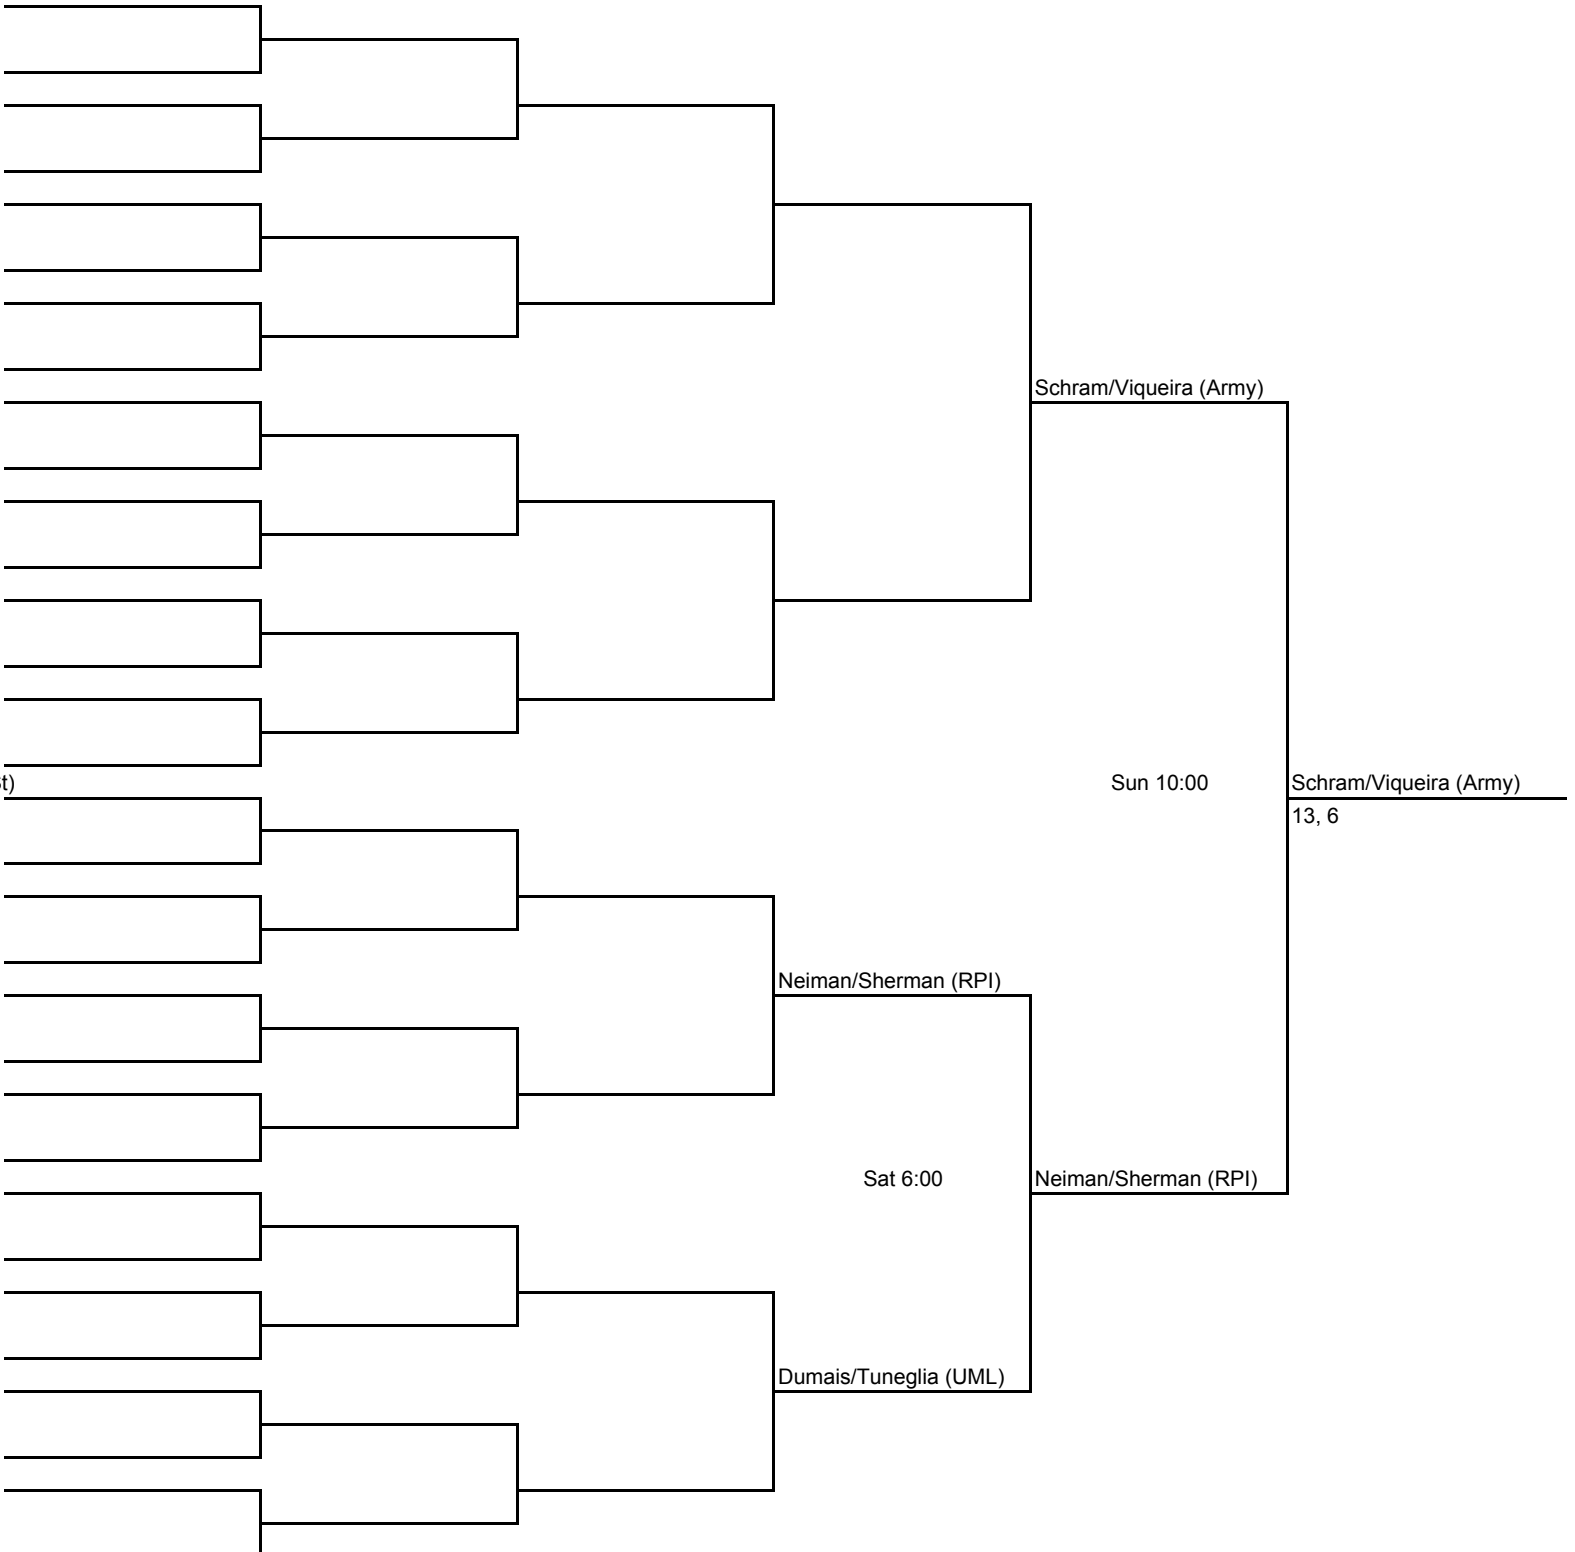 Schram/Viqueira (Army)
t)
Sun 10:00
Schram/Viqueira (Army)
13, 6
Neiman/Sherman (RPI)
Sat 6:00
Neiman/Sherman (RPI)
Dumais/Tuneglia (UML)